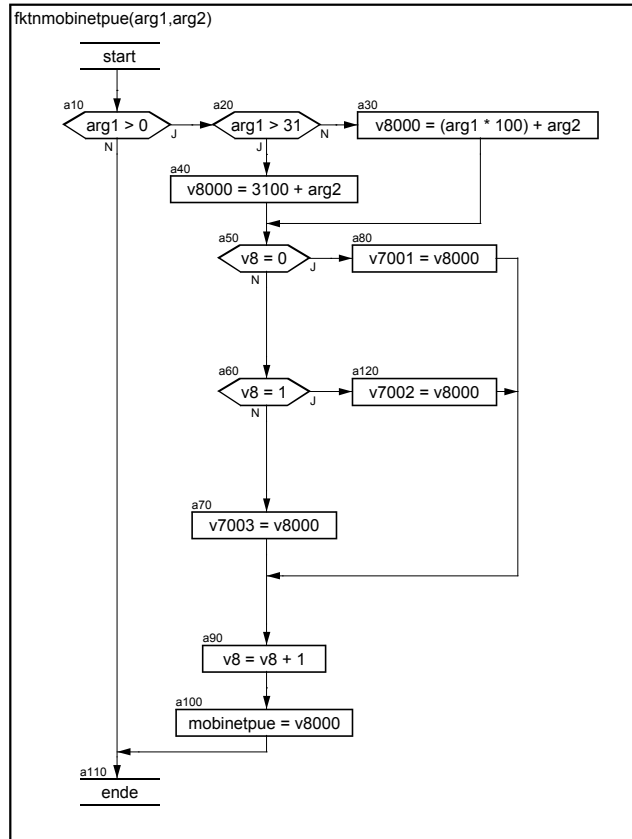 fktnmobinetpue(arg1,arg2)
start
a10
arg1 > 0
J
N
a20
arg1 > 31
N
J
a30
v8000 = (arg1 * 100) + arg2
a40
v8000 = 3100 + arg2
a50
v8 = 0
J
N
a80
v7001 = v8000
a60
v8 = 1
J
N
a120
v7002 = v8000
a70
v7003 = v8000
a90
v8 = v8 + 1
a100
mobinetpue = v8000
a110
ende